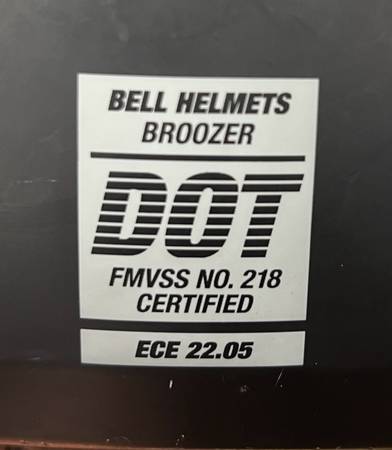 BELL HELMETS
BROOZER
DOT
FMVSS NO. 218
CERTIFIED
ECE 22.05